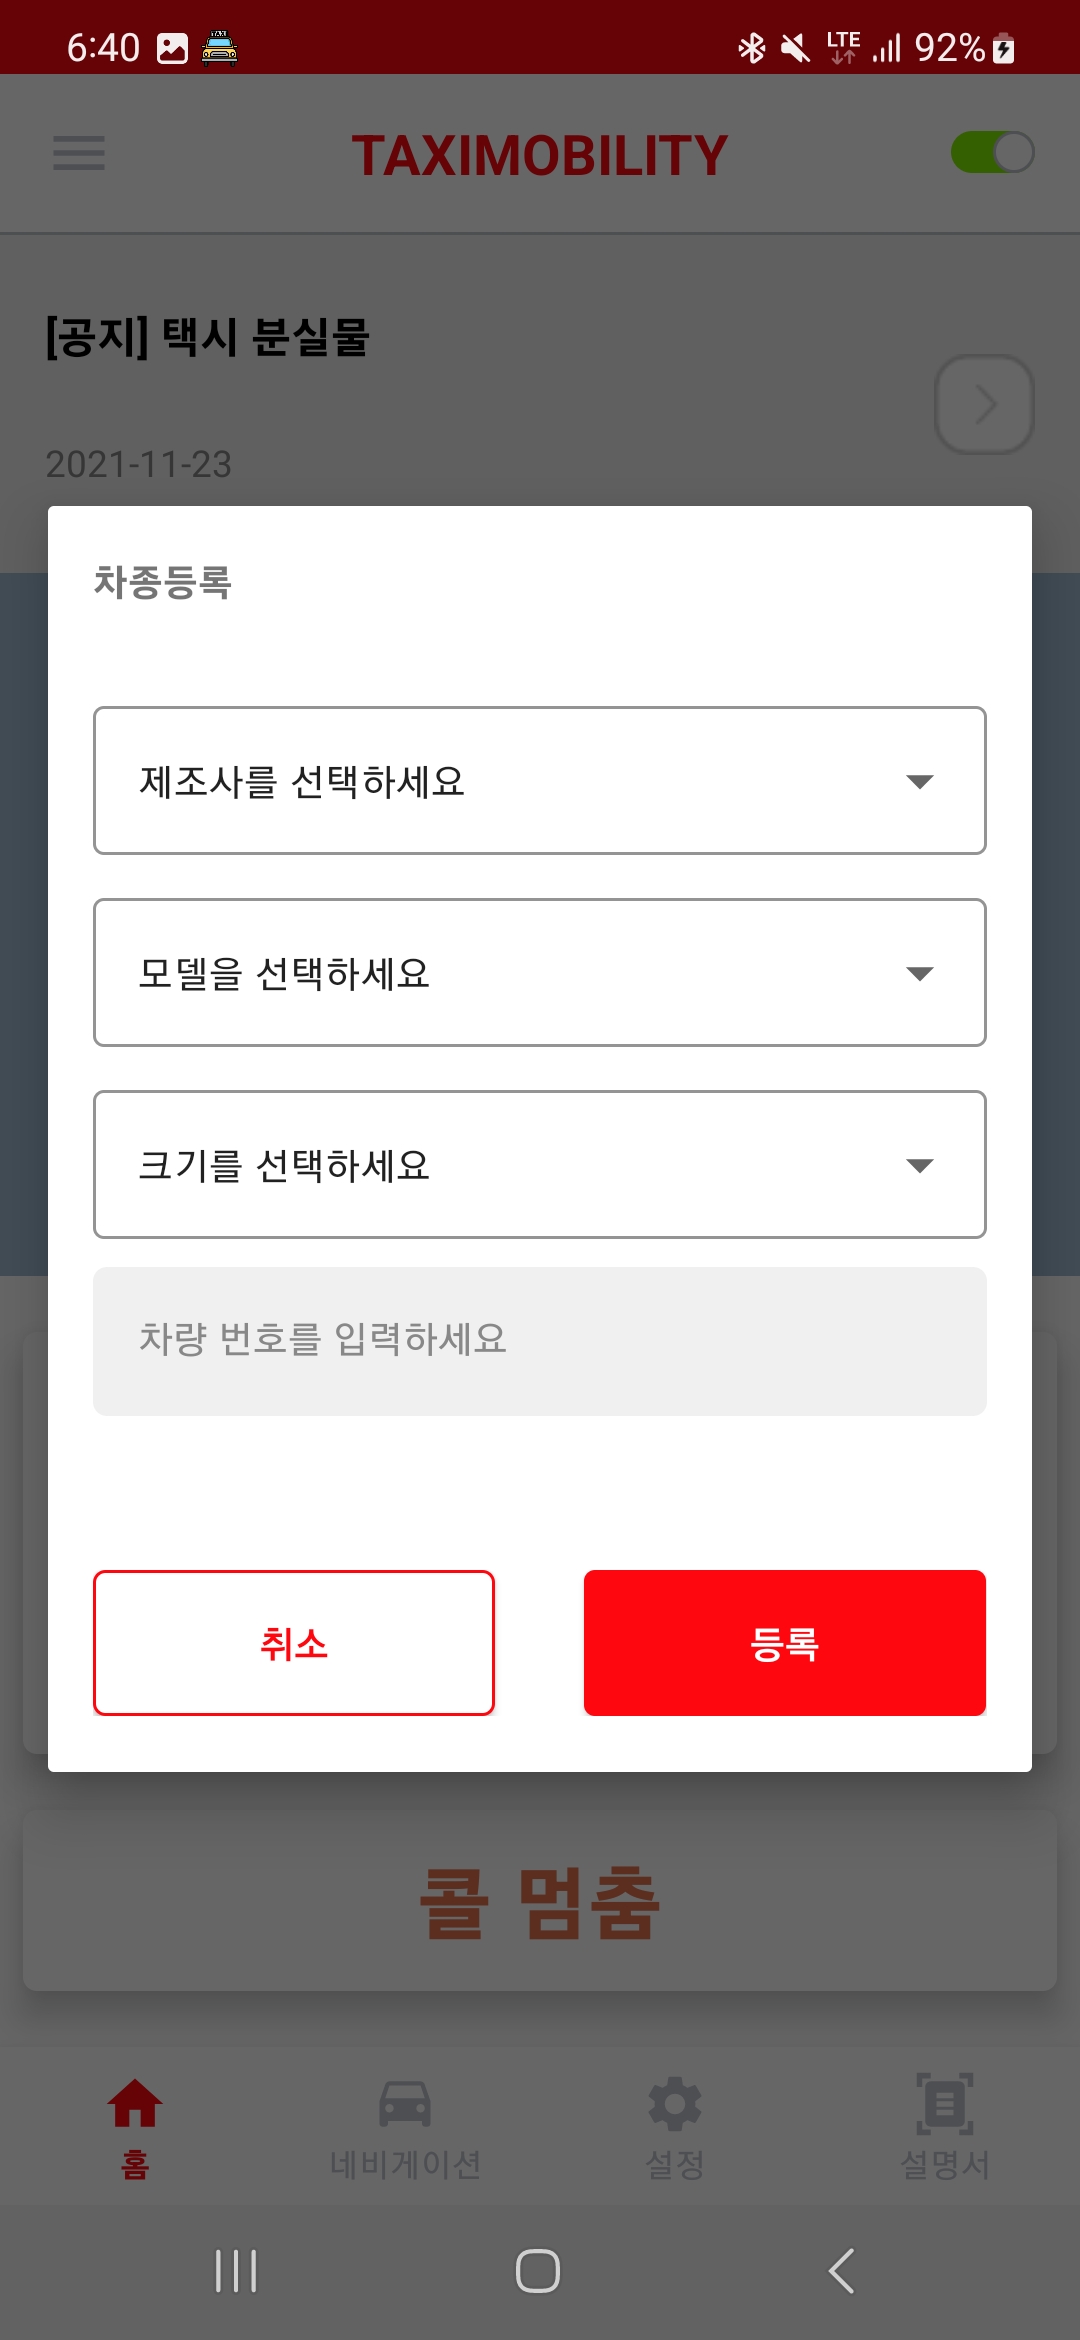 6:40 TAXI LTE 92%
TAXIMOBILITY
[공지] 택시 분실물
2021-11-23
차종등록
제조사를 선택하세요
모델을 선택하세요
크기를 선택하세요
차량 번호를 입력하세요
취소 등록
콜 멈춤
홈 네비게이션 설정 설명서